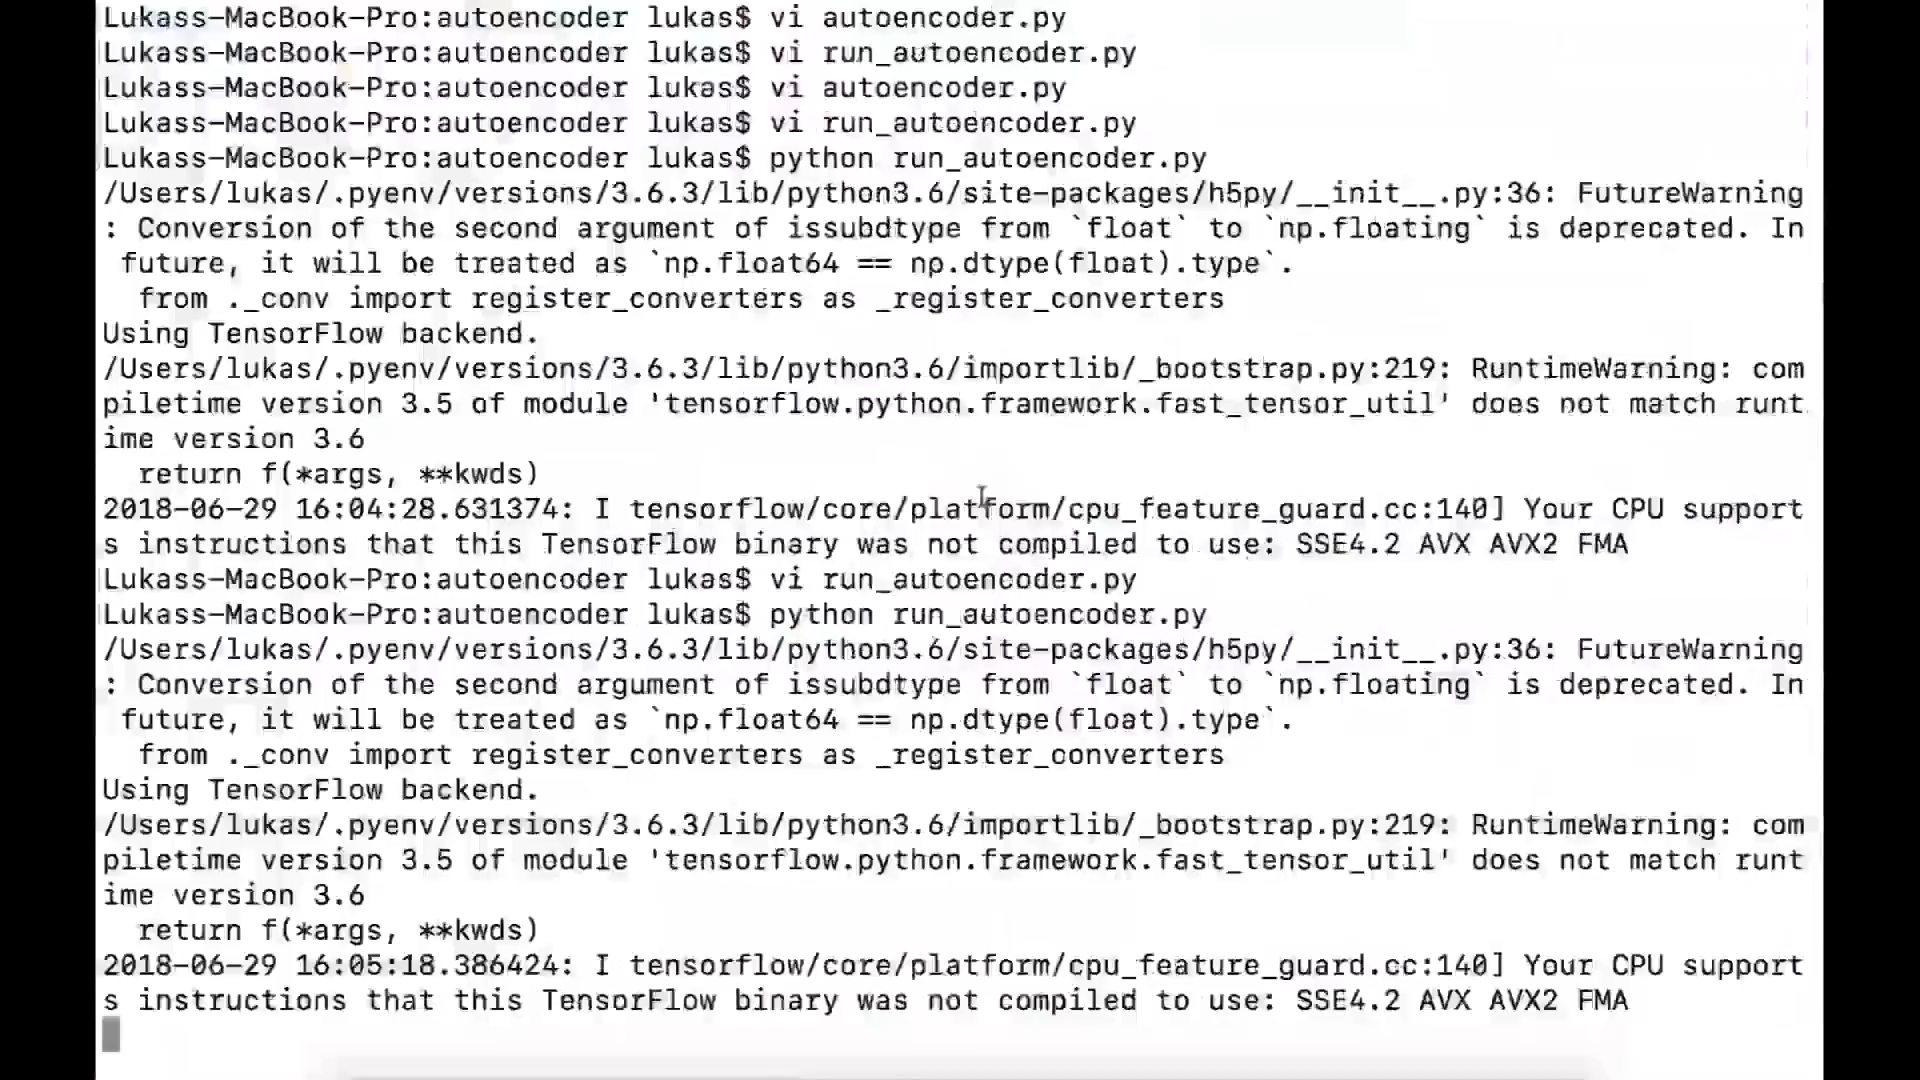 Lukass-MacBook-Pro:autoencoder lukas$ vi autoencoder.py
Lukass-MacBook-Pro:autoencoder lukas$ vi run_autoencoder.py
Lukass-MacBook-Pro:autoencoder lukas$ vi autoencoder.py
Lukass-MacBook-Pro:autoencoder lukas$ vi run_autoencoder.py
Lukass-MacBook-Pro:autoencoder lukas$ python run_autoencoder.py
/Users/lukas/.pyenv/versions/3.6.3/lib/python3.6/site-packages/h5py/__init__.py:36: FutureWarning
: Conversion of the second argument of issubdtype from `float` to `np.floating` is deprecated. In
 future, it will be treated as `np.float64 == np.dtype(float).type`.
  from ._conv import register_converters as _register_converters
Using TensorFlow backend.
/Users/lukas/.pyenv/versions/3.6.3/lib/python3.6/importlib/_bootstrap.py:219: RuntimeWarning: com
piletime version 3.5 of module 'tensorflow.python.framework.fast_tensor_util' does not match runt
ime version 3.6
  return f(*args, **kwds)
2018-06-29 16:04:28.631374: I tensorflow/core/platform/cpu_feature_guard.cc:140] Your CPU support
s instructions that this TensorFlow binary was not compiled to use: SSE4.2 AVX AVX2 FMA
Lukass-MacBook-Pro:autoencoder lukas$ vi run_autoencoder.py
Lukass-MacBook-Pro:autoencoder lukas$ python run_autoencoder.py
/Users/lukas/.pyenv/versions/3.6.3/lib/python3.6/site-packages/h5py/__init__.py:36: FutureWarning
: Conversion of the second argument of issubdtype from `float` to `np.floating` is deprecated. In
 future, it will be treated as `np.float64 == np.dtype(float).type`.
  from ._conv import register_converters as _register_converters
Using TensorFlow backend.
/Users/lukas/.pyenv/versions/3.6.3/lib/python3.6/importlib/_bootstrap.py:219: RuntimeWarning: com
piletime version 3.5 of module 'tensorflow.python.framework.fast_tensor_util' does not match runt
ime version 3.6
  return f(*args, **kwds)
2018-06-29 16:05:18.386424: I tensorflow/core/platform/cpu_feature_guard.cc:140] Your CPU support
s instructions that this TensorFlow binary was not compiled to use: SSE4.2 AVX AVX2 FMA